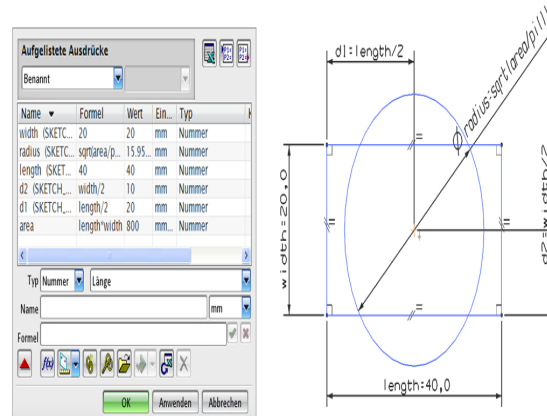 Aufgelistete Ausdrücke
Benannt
Name Formel Wert Ein... Typ
width (SKETC... 20 20 mm Nummer
radius (SKETC... sqrt(area/p... 15.95... mm Nummer
length (SKET... 40 40 mm Nummer
d2 (SKETCH_... width/2 10 mm Nummer
d1 (SKETCH_... length/2 20 mm Nummer
area length*width 800 mm... Nummer
Typ Nummer Länge
Name mm
Formel
f(x)
OK Anwenden Abbrechen
d1=length/2
radius:sqrt(area/pi())
width=20,0
d2=width/2
length=40,0